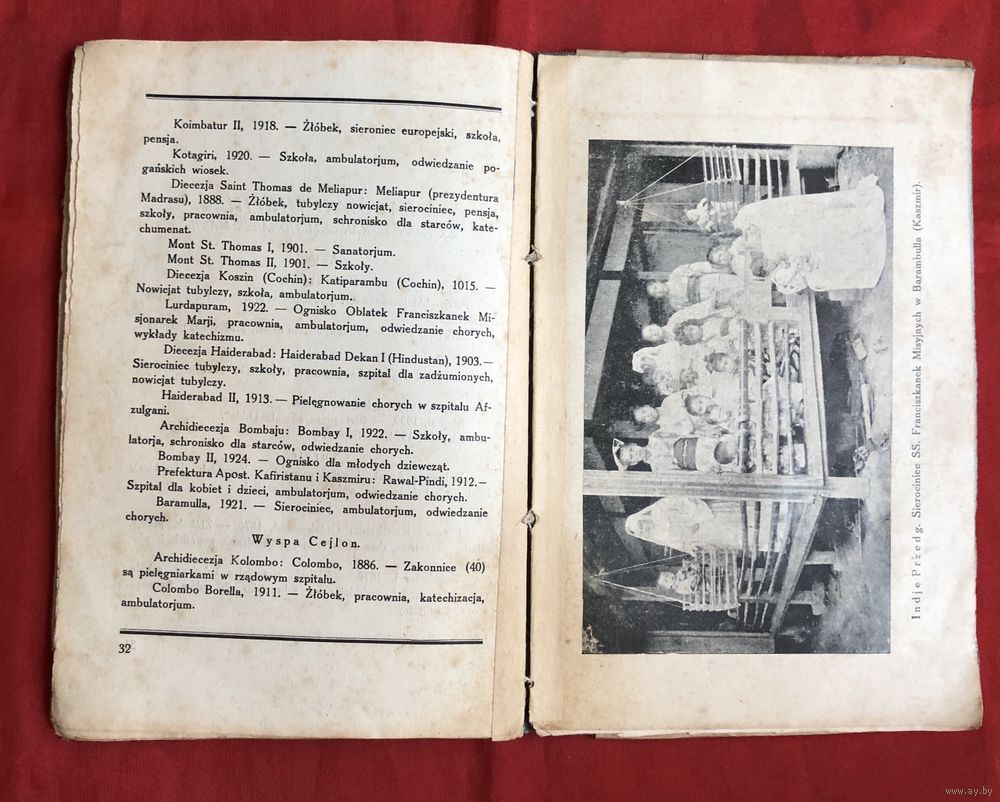 Koimbatur II, 1918. — Żłóbek, sieroniec europejski, szkoła,
pensja.
Kotagiri, 1920. — Szkoła, ambulatorjum, odwiedzanie po-
gańskich wiosek.
Diecezja Saint Thomas de Meliapur: Meliapur (prezydentura
Madrasu), 1888. — Żłóbek, tubylczy nowicjat, sierociniec, pensja,
szkoły, pracownia, ambulatorjum, schronisko dla starców, kate-
chumenat.
Mont St. Thomas I, 1901. — Sanatorjum.
Mont St. Thomas II, 1901. — Szkoły.
Diecezja Koszin (Cochin): Katiparambu (Cochin), 1015. —
Nowicjat tubylczy, szkoła, ambulatorjum.
Lurdapuram, 1922. — Ognisko Oblatek Franciszkanek Mi-
sjonarek Marji, pracownia, ambulatorjum, odwiedzanie chorych,
wykłady katechizmu.
Diecezja Haiderabad: Haiderabad Dekan I (Hindustan), 1903. —
Sierociniec tubylczy, szkoły, pracownia, szpital dla zadżumionych,
nowicjat tubylczy.
Haiderabad II, 1913. — Pielęgnowanie chorych w szpitalu Af-
zulgani.
Archidiecezja Bombaju: Bombay I, 1922. — Szkoły, ambu-
latorja, schronisko dla starców, odwiedzanie chorych.
Bombay II, 1924. — Ognisko dla młodych dziewcząt.
Prefektura Apost. Kafiristanu i Kaszmiru: Rawal-Pindi, 1912. —
Szpital dla kobiet i dzieci, ambulatorjum, odwiedzanie chorych.
Baramulla, 1921. — Sierociniec, ambulatorjum, odwiedzanie
chorych.
Wyspa Cejlon.
Archidiecezja Kolombo: Colombo, 1886. — Zakonnice (40)
są pielęgniarkami w rządowym szpitalu.
Colombo Borella, 1911. — Żłóbek, pracownia, katechizacja,
ambulatorjum.
32
Indje Przedg. Sierociniec SS. Franciszkanek Misyjnych w Barambulla (Kaszmir).
www.ay.by